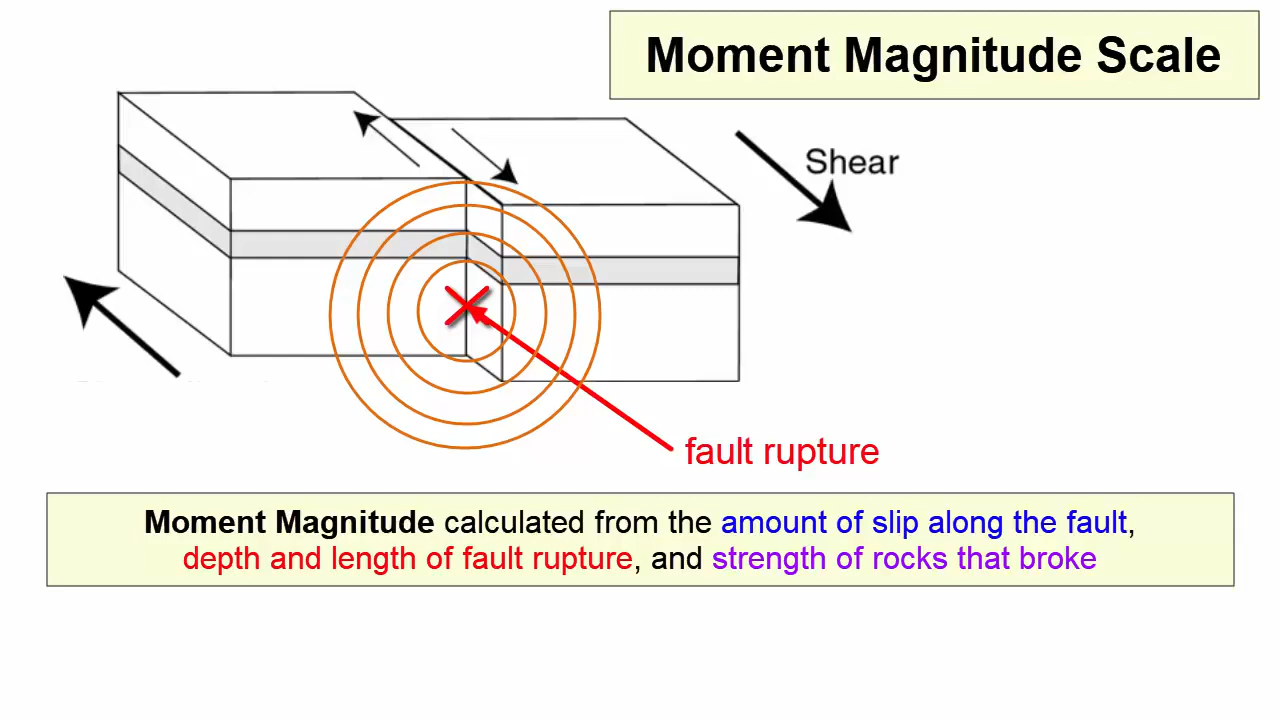 Moment Magnitude Scale
Shear
fault rupture
Moment Magnitude calculated from the amount of slip along the fault,
depth and length of fault rupture, and strength of rocks that broke